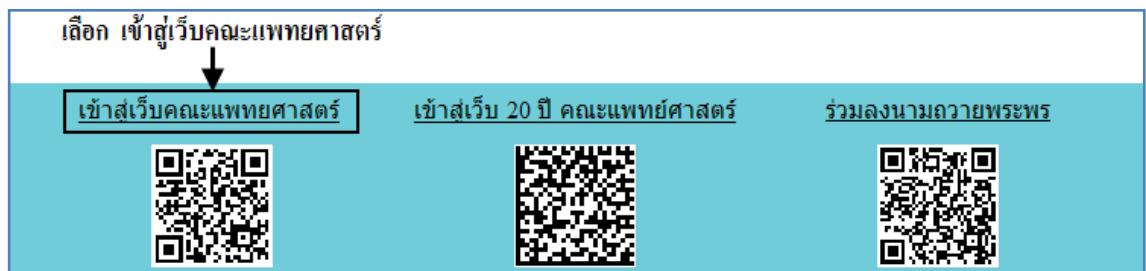 เลือก เข้าสู่เว็บคณะแพทยศาสตร์
เข้าสู่เว็บคณะแพทยศาสตร์
เข้าสู่เว็บ 20 ปี คณะแพทย์ศาสตร์
ร่วมลงนามถวายพระพร